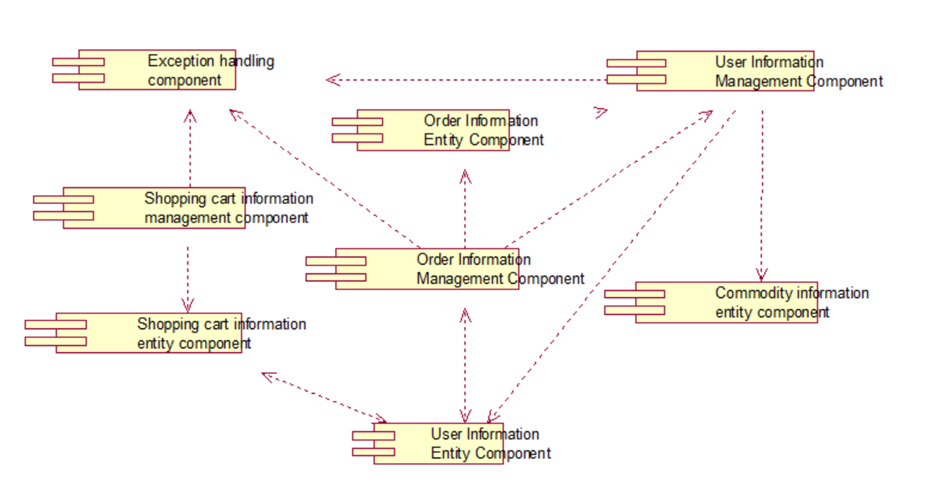 Exception handling
component
User Information
Management Component
Order Information
Entity Component
Shopping cart information
management component
Order Information
Management Component
Commodity information
entity component
Shopping cart information
entity component
User Information
Entity Component